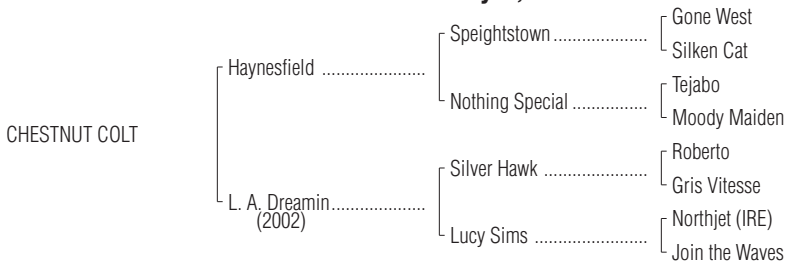 Gone West
Speightstown ....................
Silken Cat
Haynesfield ......................
Tejabo
Nothing Special ................
Moody Maiden
CHESTNUT COLT
Roberto
Silver Hawk ......................
Gris Vitesse
L. A. Dreamin....................
(2002)
Northjet (IRE)
Lucy Sims ........................
Join the Waves